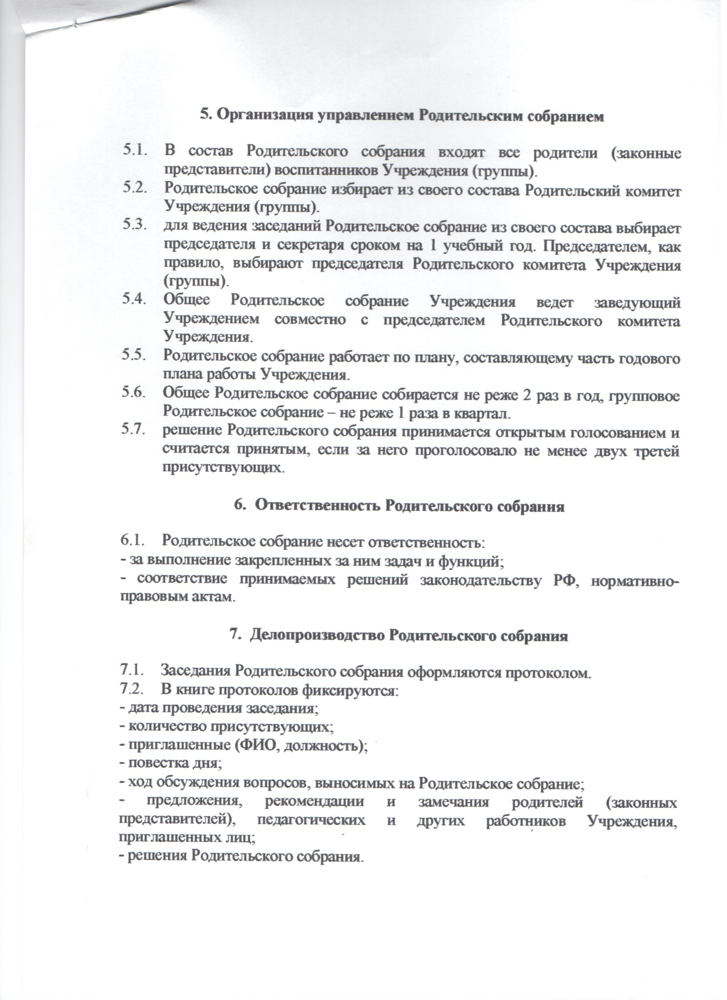 5. Организация управлением Родительским собранием
5.1. В состав Родительского собрания входят все родители (законные
представители) воспитанников Учреждения (группы).
5.2. Родительское собрание избирает из своего состава Родительский комитет
Учреждения (группы).
5.3. для ведения заседаний Родительское собрание из своего состава выбирает
председателя и секретаря сроком на 1 учебный год. Председателем, как
правило, выбирают председателя Родительского комитета Учреждения
(группы).
5.4. Общее Родительское собрание Учреждения ведет заведующий
Учреждением совместно с председателем Родительского комитета
Учреждения.
5.5. Родительское собрание работает по плану, составляющему часть годового
плана работы Учреждения.
5.6. Общее Родительское собрание собирается не реже 2 раз в год, групповое
Родительское собрание – не реже 1 раза в квартал.
5.7. решение Родительского собрания принимается открытым голосованием и
считается принятым, если за него проголосовало не менее двух третей
присутствующих.
6. Ответственность Родительского собрания
6.1. Родительское собрание несет ответственность:
- за выполнение закрепленных за ним задач и функций;
- соответствие принимаемых решений законодательству РФ, нормативно-
правовым актам.
7. Делопроизводство Родительского собрания
7.1. Заседания Родительского собрания оформляются протоколом.
7.2. В книге протоколов фиксируются:
- дата проведения заседания;
- количество присутствующих;
- приглашенные (ФИО, должность);
- повестка дня;
- ход обсуждения вопросов, выносимых на Родительское собрание;
- предложения, рекомендации и замечания родителей (законных
представителей), педагогических и других работников Учреждения,
приглашенных лиц;
- решения Родительского собрания.